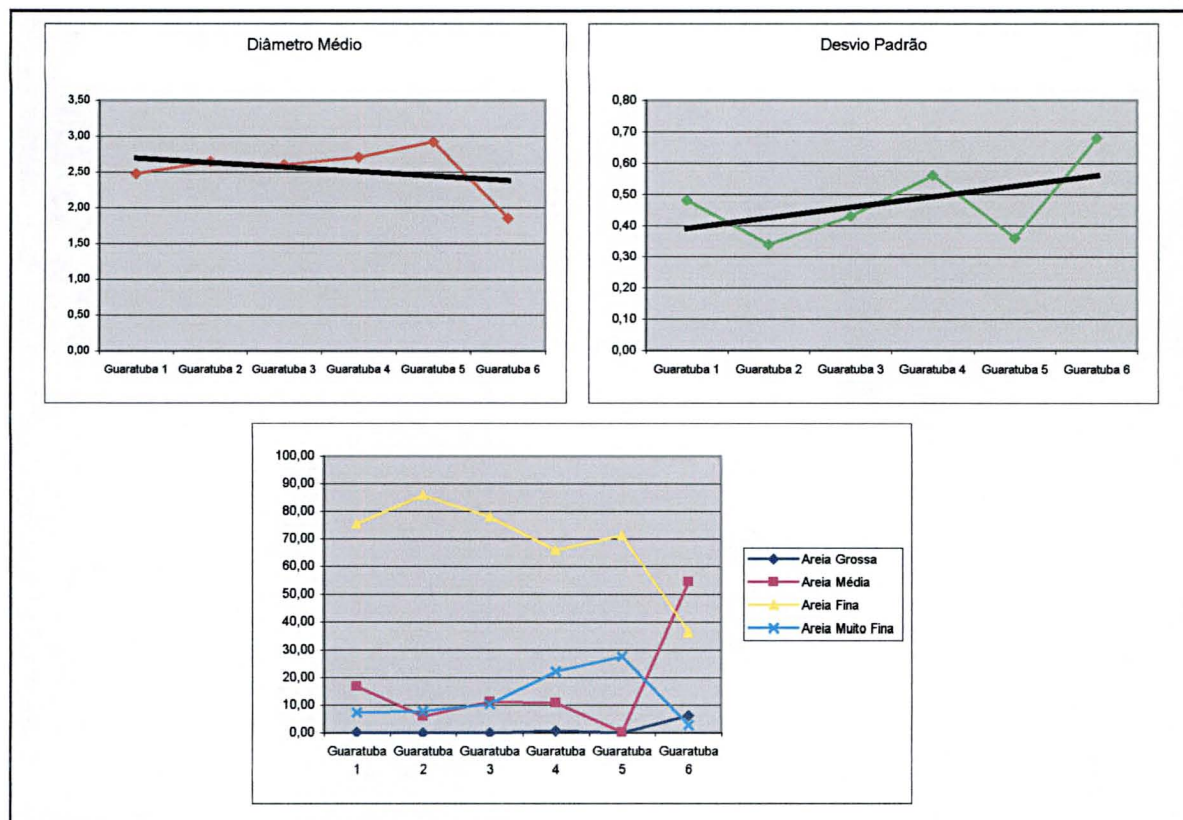 Diâmetro Médio
3,50
3,00
2,50
2,00
1,50
1,00
0,50
0,00
Guaratuba 1 Guaratuba 2 Guaratuba 3 Guaratuba 4 Guaratuba 5 Guaratuba 6
Desvio Padrão
0,80
0,70
0,60
0,50
0,40
0,30
0,20
0,10
0,00
Guaratuba 1 Guaratuba 2 Guaratuba 3 Guaratuba 4 Guaratuba 5 Guaratuba 6
100,00
90,00
80,00
70,00
60,00
50,00
40,00
30,00
20,00
10,00
0,00
Guaratuba Guaratuba Guaratuba Guaratuba Guaratuba Guaratuba
1 2 3 4 5 6
Areia Grossa
Areia Média
Areia Fina
Areia Muito Fina